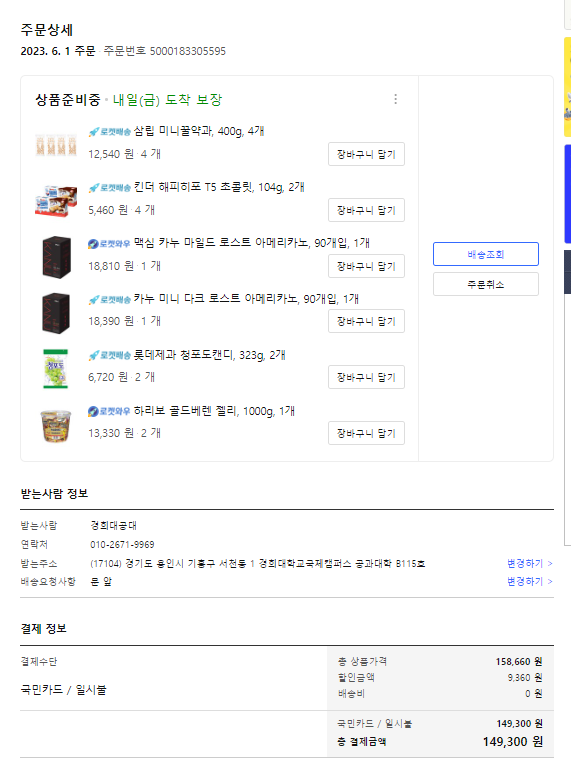 주문상세
2023. 6. 1 주문 · 주문번호 5000183305595
상품준비중 · 내일(금) 도착 보장
로켓배송 삼립 미니꿀약과, 400g, 4개
12,540 원 · 4 개
장바구니 담기
로켓배송 킨더 해피히포 T5 초콜릿, 104g, 2개
5,460 원 · 4 개
장바구니 담기
로켓와우 맥심 카누 마일드 로스트 아메리카노, 90개입, 1개
18,810 원 · 1 개
장바구니 담기
로켓배송 카누 미니 다크 로스트 아메리카노, 90개입, 1개
18,390 원 · 1 개
장바구니 담기
로켓배송 롯데제과 청포도캔디, 323g, 2개
6,720 원 · 2 개
장바구니 담기
로켓와우 하리보 골드베렌 젤리, 1000g, 1개
13,330 원 · 2 개
장바구니 담기
배송조회
주문취소
받는사람 정보
받는사람 경희대공대
연락처 010-2671-9969
받는주소 (17104) 경기도 용인시 기흥구 서천동 1 경희대학교국제캠퍼스 공과대학 B115호 변경하기 >
배송요청사항 문 앞 변경하기 >
결제 정보
결제수단
국민카드 / 일시불
총 상품가격 158,660 원
할인금액 9,360 원
배송비 0 원
국민카드 / 일시불 149,300 원
총 결제금액 149,300 원